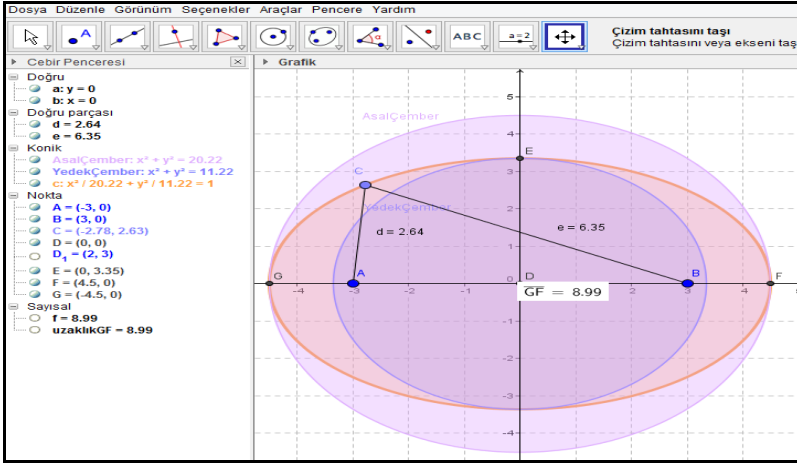 Dosya Düzenle Görünüm Seçenekler Araçlar Pencere Yardım
A
α
ABC
a=2
Çizim tahtasını taşı
Çizim tahtasını veya ekseni taş
Cebir Penceresi
Grafik
Doğru
a: y = 0
b: x = 0
Doğru parçası
d = 2.64
e = 6.35
Konik
AsalÇember: x² + y² = 20.22
YedekÇember: x² + y² = 11.22
c: x² / 20.22 + y² / 11.22 = 1
Nokta
A = (-3, 0)
B = (3, 0)
C = (-2.78, 2.63)
D = (0, 0)
D₁ = (2, 3)
E = (0, 3.35)
F = (4.5, 0)
G = (-4.5, 0)
Sayısal
f = 8.99
uzaklıkGF = 8.99
5
AsalÇember
4
E
3
C
YedekÇember
2
d = 2.64
e = 6.35
1
G
A
0
D
B
F
-4
-3
-2
-1
1
2
3
4
GF = 8.99
-1
-2
-3
-4